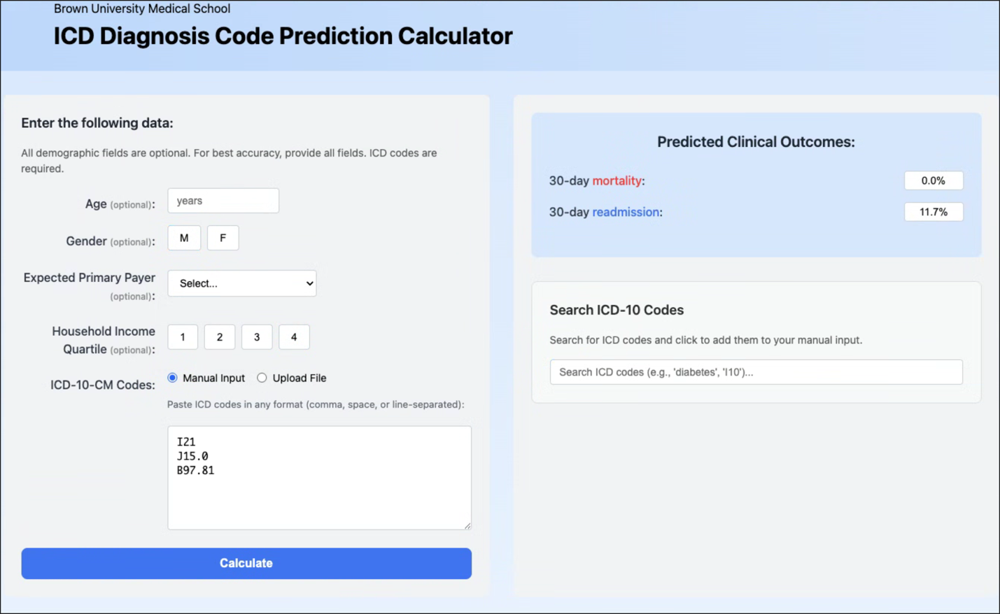 Brown University Medical School
ICD Diagnosis Code Prediction Calculator
Enter the following data:
All demographic fields are optional. For best accuracy, provide all fields. ICD codes are
required.
Age (optional):
years
Gender (optional):
M
F
Expected Primary Payer
(optional):
Select...
Household Income
Quartile (optional):
1
2
3
4
ICD-10-CM Codes:
Manual Input
Upload File
Paste ICD codes in any format (comma, space, or line-separated):
I21
J15.0
B97.81
Calculate
Predicted Clinical Outcomes:
30-day mortality:
0.0%
30-day readmission:
11.7%
Search ICD-10 Codes
Search for ICD codes and click to add them to your manual input.
Search ICD codes (e.g., 'diabetes', 'I10')...